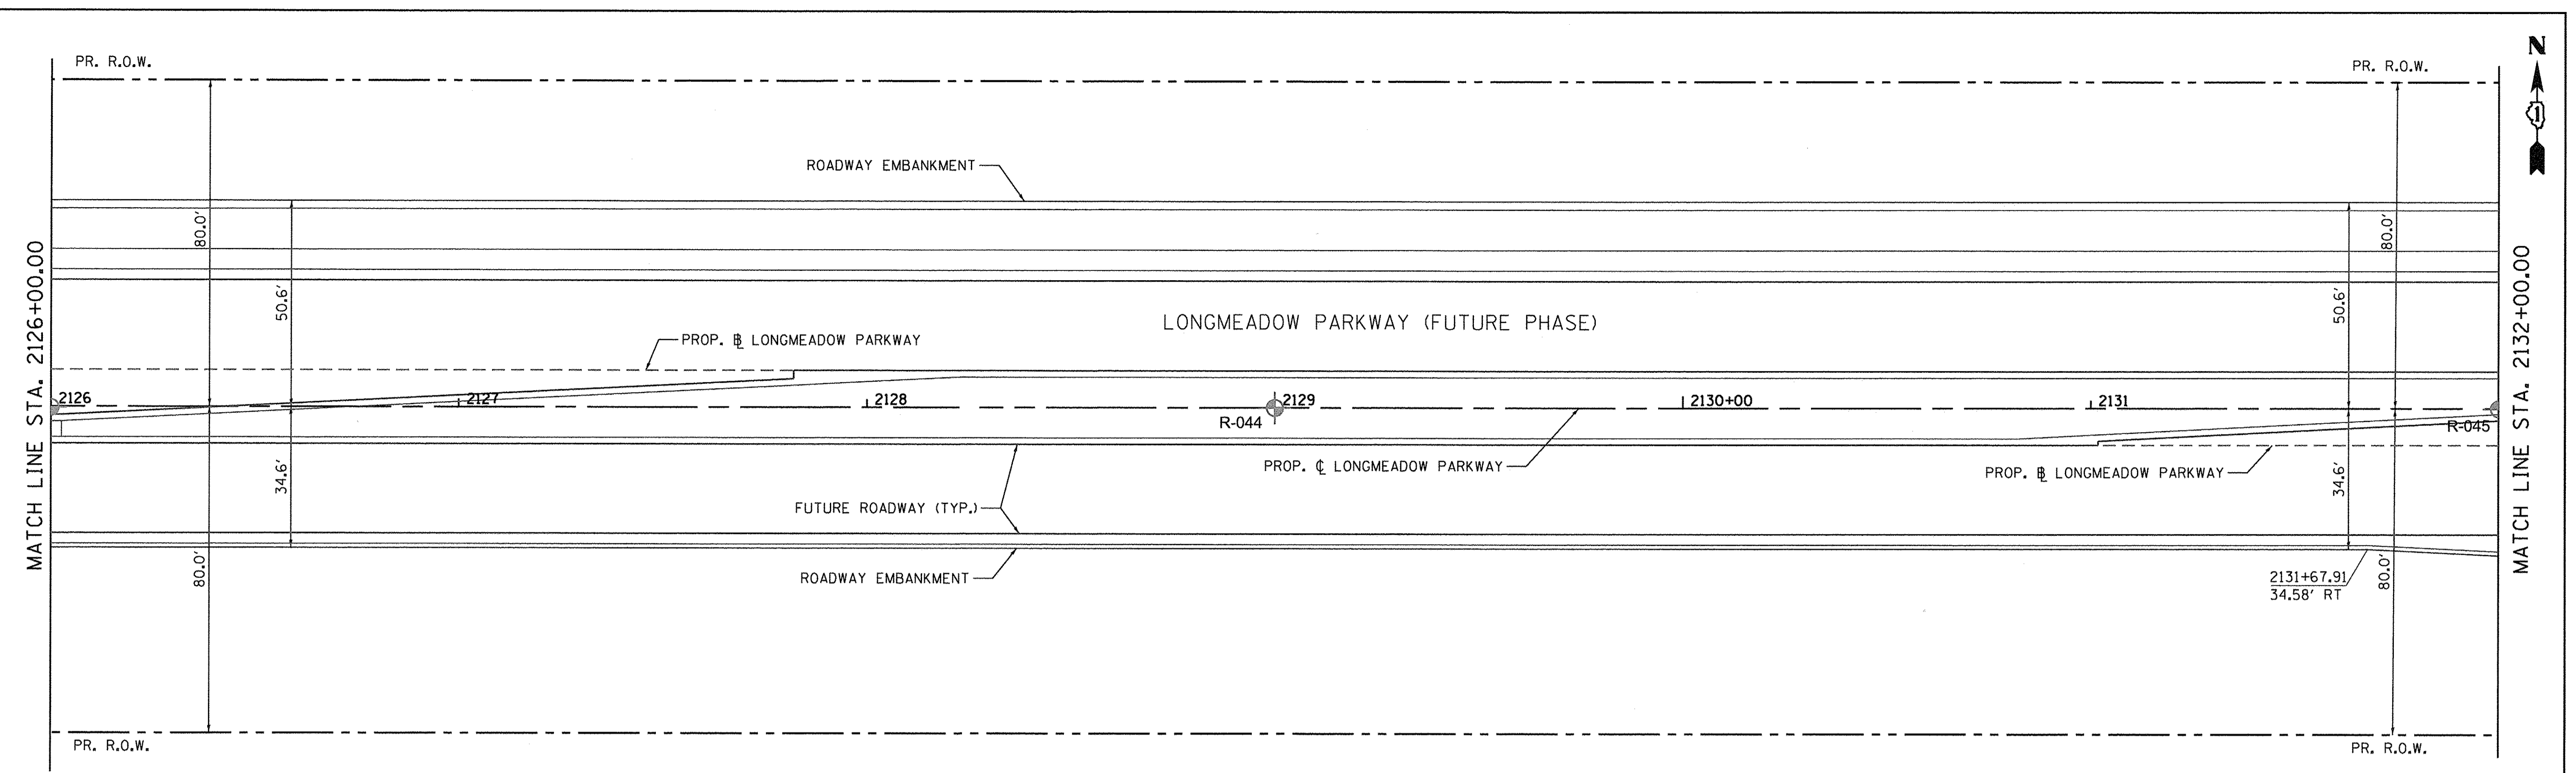 PR. R.O.W.
PR. R.O.W.
N
1
ROADWAY EMBANKMENT
80.0'
80.0'
50.6'
50.6'
MATCH LINE STA. 2126+00.00
MATCH LINE STA. 2132+00.00
LONGMEADOW PARKWAY (FUTURE PHASE)
PROP. ⅊ LONGMEADOW PARKWAY
2126
2127
2128
2129
2130+00
2131
R-044
R-045
PROP. ℄ LONGMEADOW PARKWAY
PROP. ⅊ LONGMEADOW PARKWAY
34.6'
34.6'
FUTURE ROADWAY (TYP.)
ROADWAY EMBANKMENT
80.0'
80.0'
2131+67.91
34.58' RT
PR. R.O.W.
PR. R.O.W.